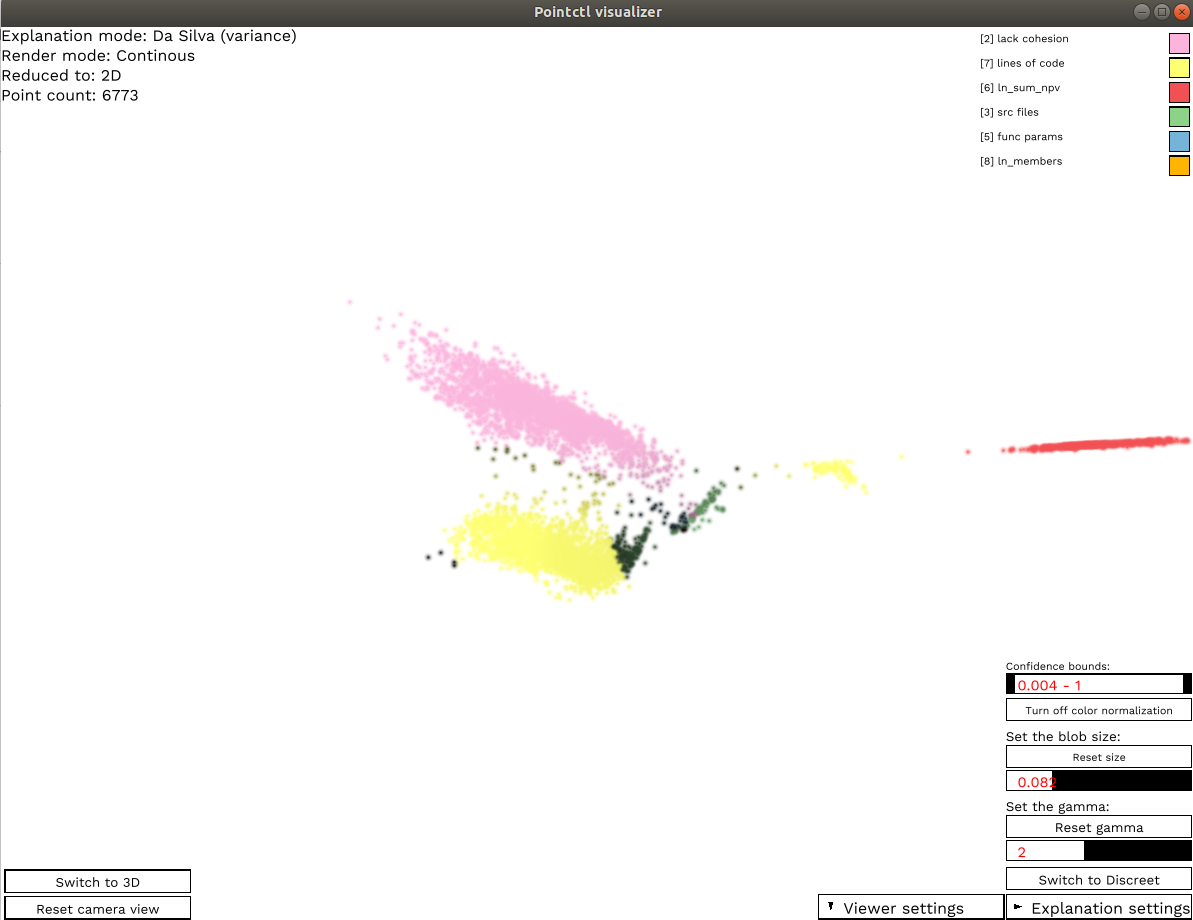 Pointctl visualizer
Explanation mode: Da Silva (variance)
Render mode: Continous
Reduced to: 2D
Point count: 6773
[2] lack cohesion
[7] lines of code
[6] ln_sum_npv
[3] src files
[5] func params
[8] ln_members
Confidence bounds:
0.004 - 1
Turn off color normalization
Set the blob size:
Reset size
0.082
Set the gamma:
Reset gamma
2
Switch to Discreet
Switch to 3D
Reset camera view
Viewer settings
Explanation settings